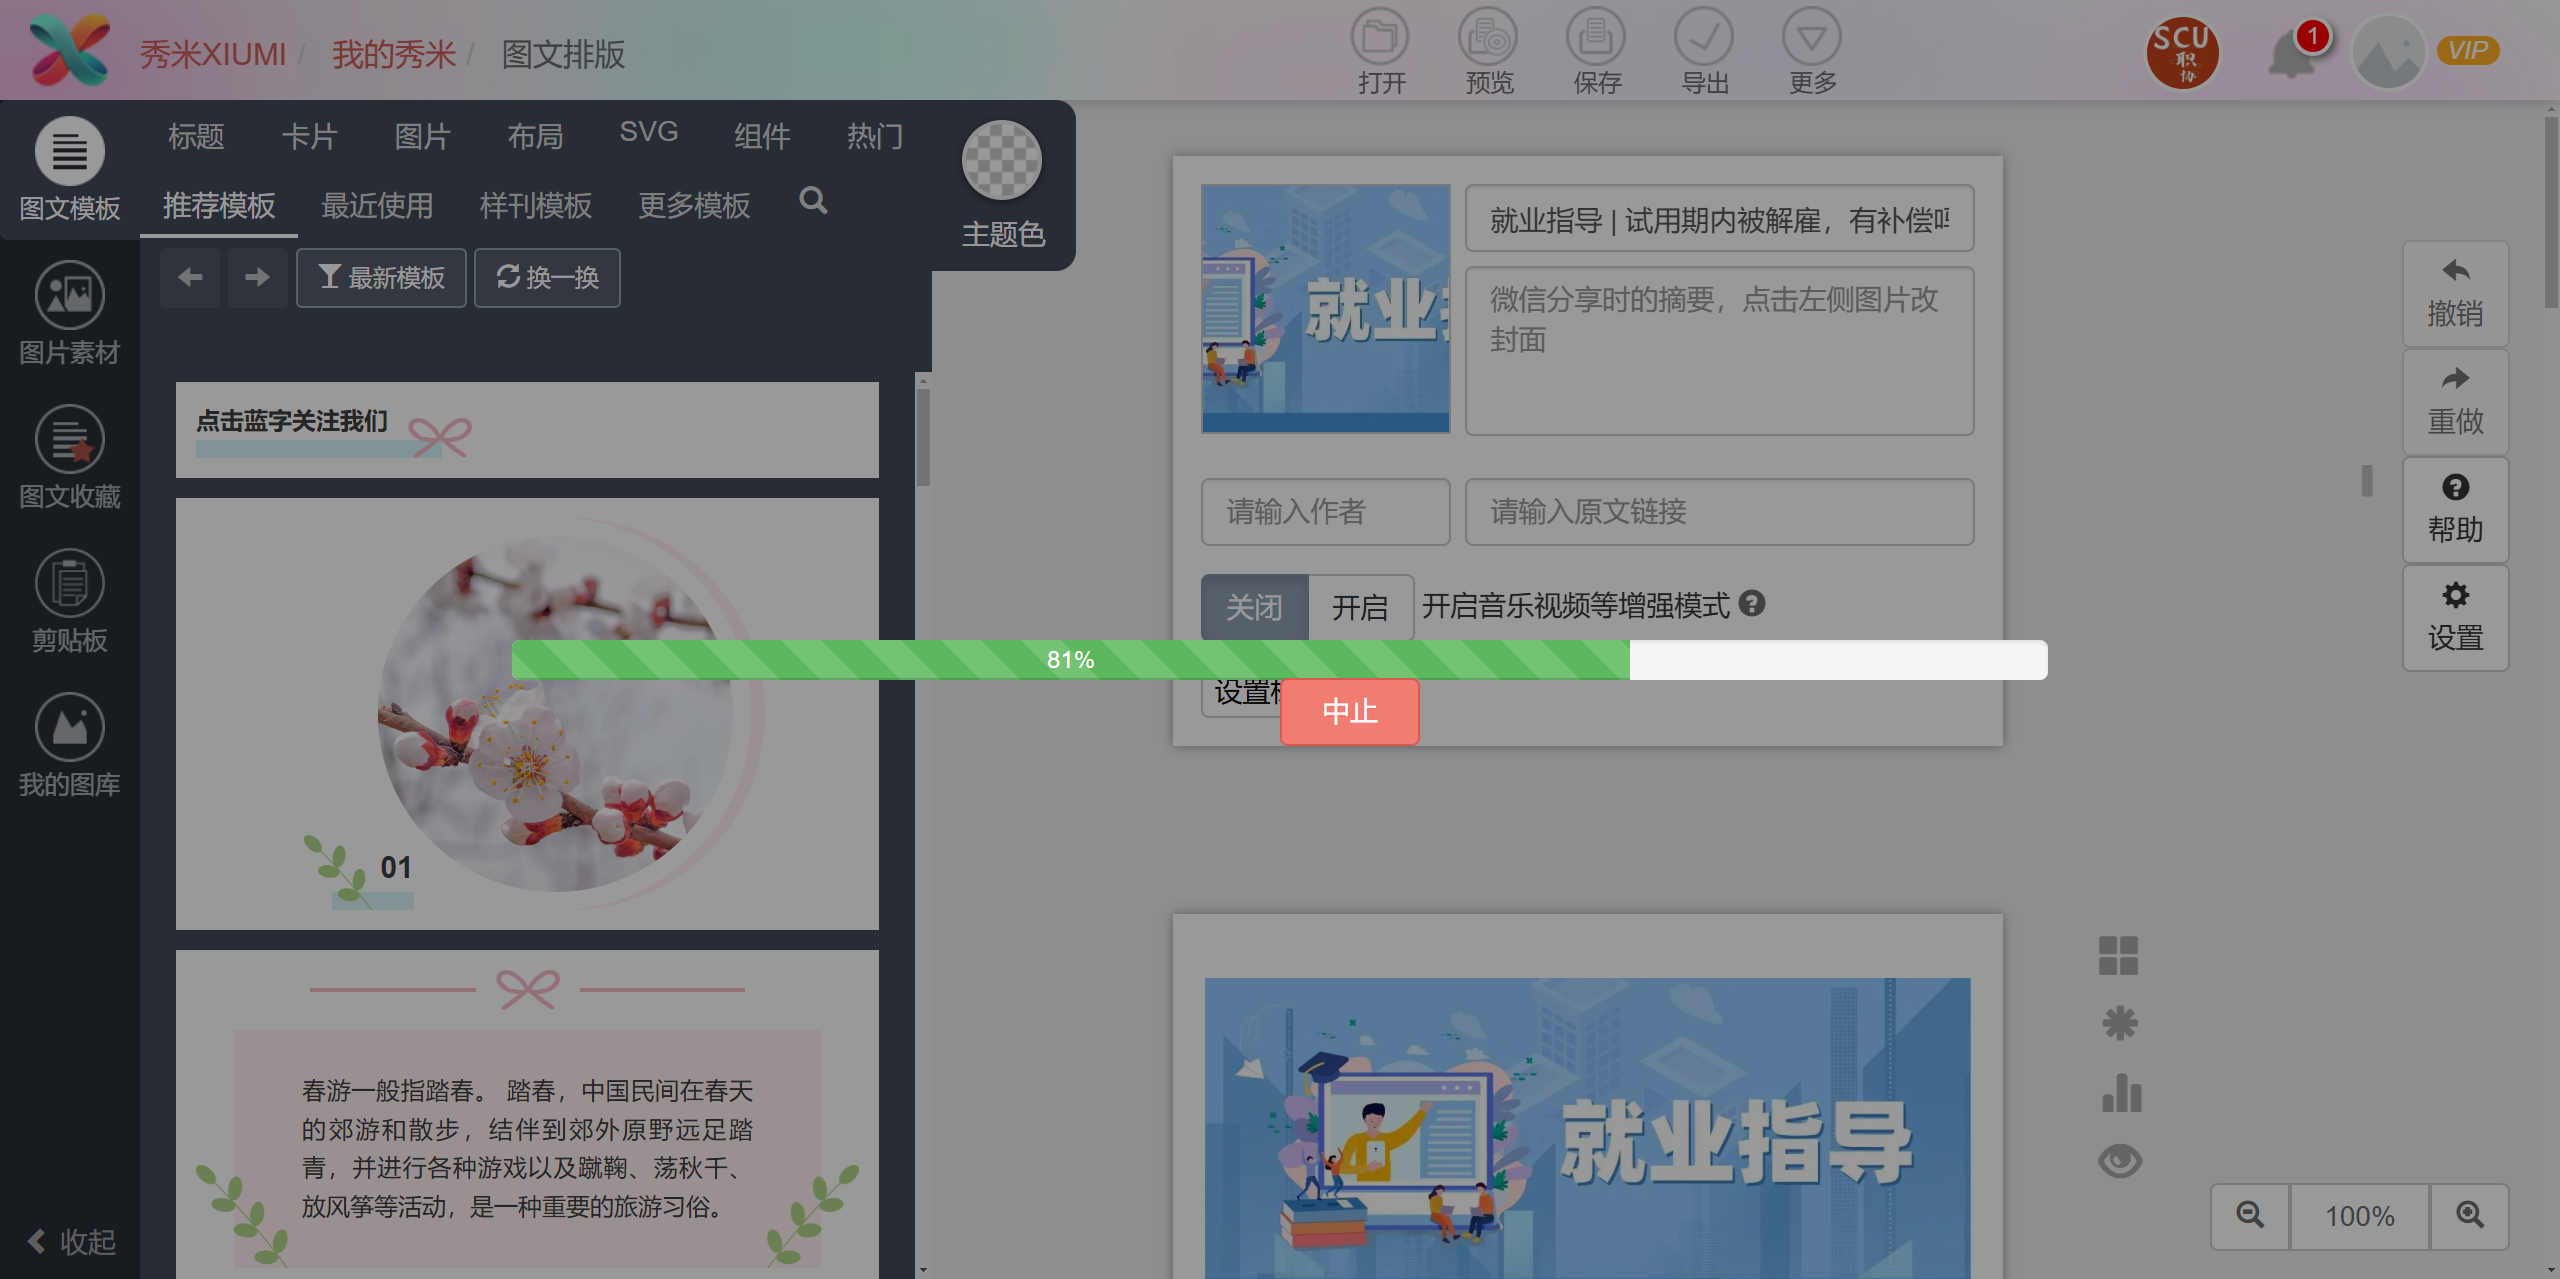 秀米XIUMI / 我的秀米 / 图文排版
打开
预览
保存
导出
更多
SCU
职
协
1
VIP
图文模板
图片素材
图文收藏
剪贴板
我的图库
收起
标题 卡片 图片 布局 SVG 组件 热门
推荐模板 最近使用 样刊模板 更多模板
最新模板 换一换
主题色
点击蓝字关注我们
01
春游一般指踏春。 踏春，中国民间在春天
的郊游和散步，结伴到郊外原野远足踏
青，并进行各种游戏以及蹴鞠、荡秋千、
放风筝等活动，是一种重要的旅游习俗。
就业
就业指导 | 试用期内被解雇，有补偿
微信分享时的摘要，点击左侧图片改
封面
请输入作者
请输入原文链接
关闭 开启 开启音乐视频等增强模式
81%
设置
中止
就业指导
撤销
重做
帮助
设置
100%